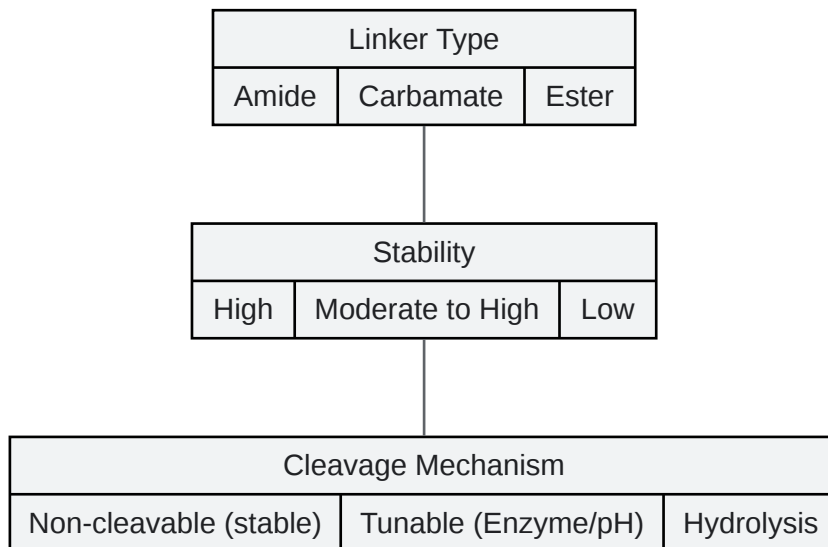 Linker Type
Amide Carbamate Ester
Stability
High Moderate to High Low
Cleavage Mechanism
Non-cleavable (stable) Tunable (Enzyme/pH) Hydrolysis